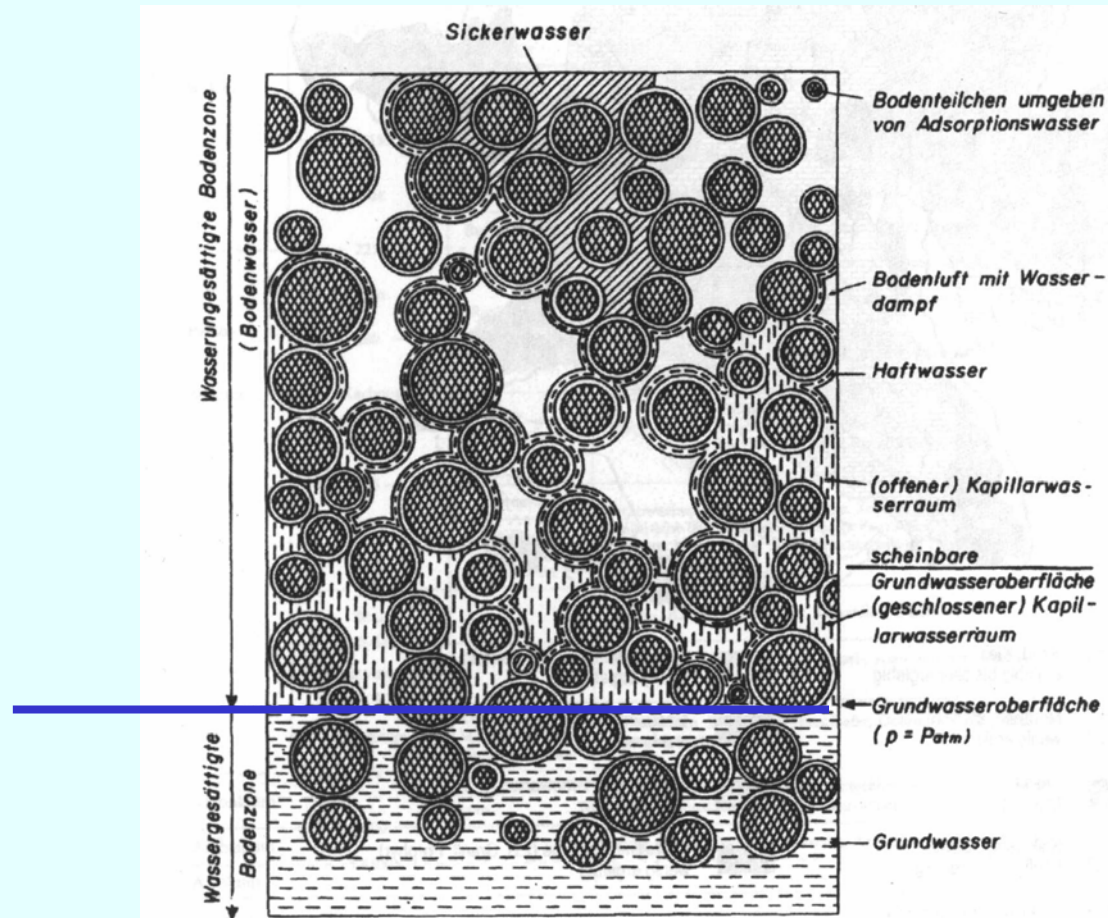 Sickerwasser
Wasserungesättigte Bodenzone
(Bodenwasser)
Bodenteilchen umgeben
von Adsorptionswasser
Bodenluft mit Wasser-
dampf
Haftwasser
(offener) Kapillarwas-
serraum
scheinbare
Grundwasseroberfläche
(geschlossener) Kapil-
larwasserraum
Grundwasseroberfläche
(p = Patm)
Wassergesättigte
Bodenzone
Grundwasser